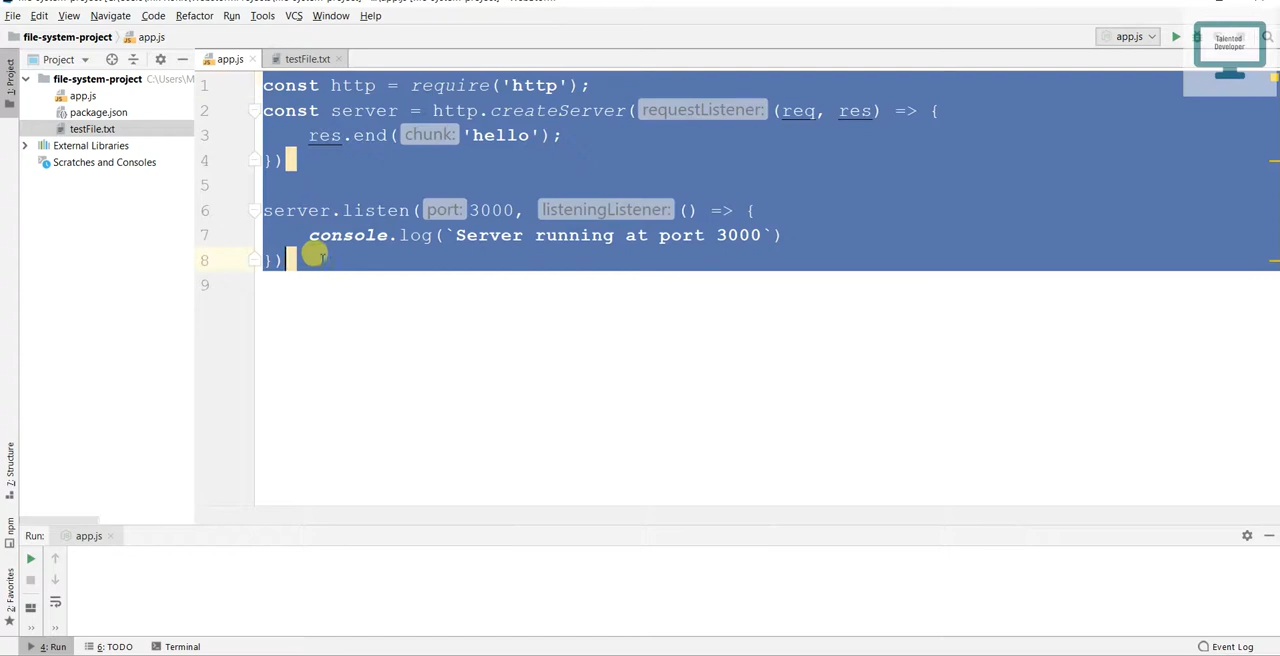 File Edit View Navigate Code Refactor Run Tools VCS Window Help
file-system-project app.js
app.js
Talented Developer
Project
app.js testFile.txt
1: Project
file-system-project C:\Users\M
app.js
package.json
testFile.txt
External Libraries
Scratches and Consoles
1 const http = require('http');
2 const server = http.createServer( requestListener: (req, res) => {
3 res.end( chunk: 'hello');
4 })
5
6 server.listen( port: 3000, listeningListener: () => {
7 console.log(`Server running at port 3000`)
8 })
9
7: Structure
npm
2: Favorites
Run: app.js
4: Run 6: TODO Terminal Event Log